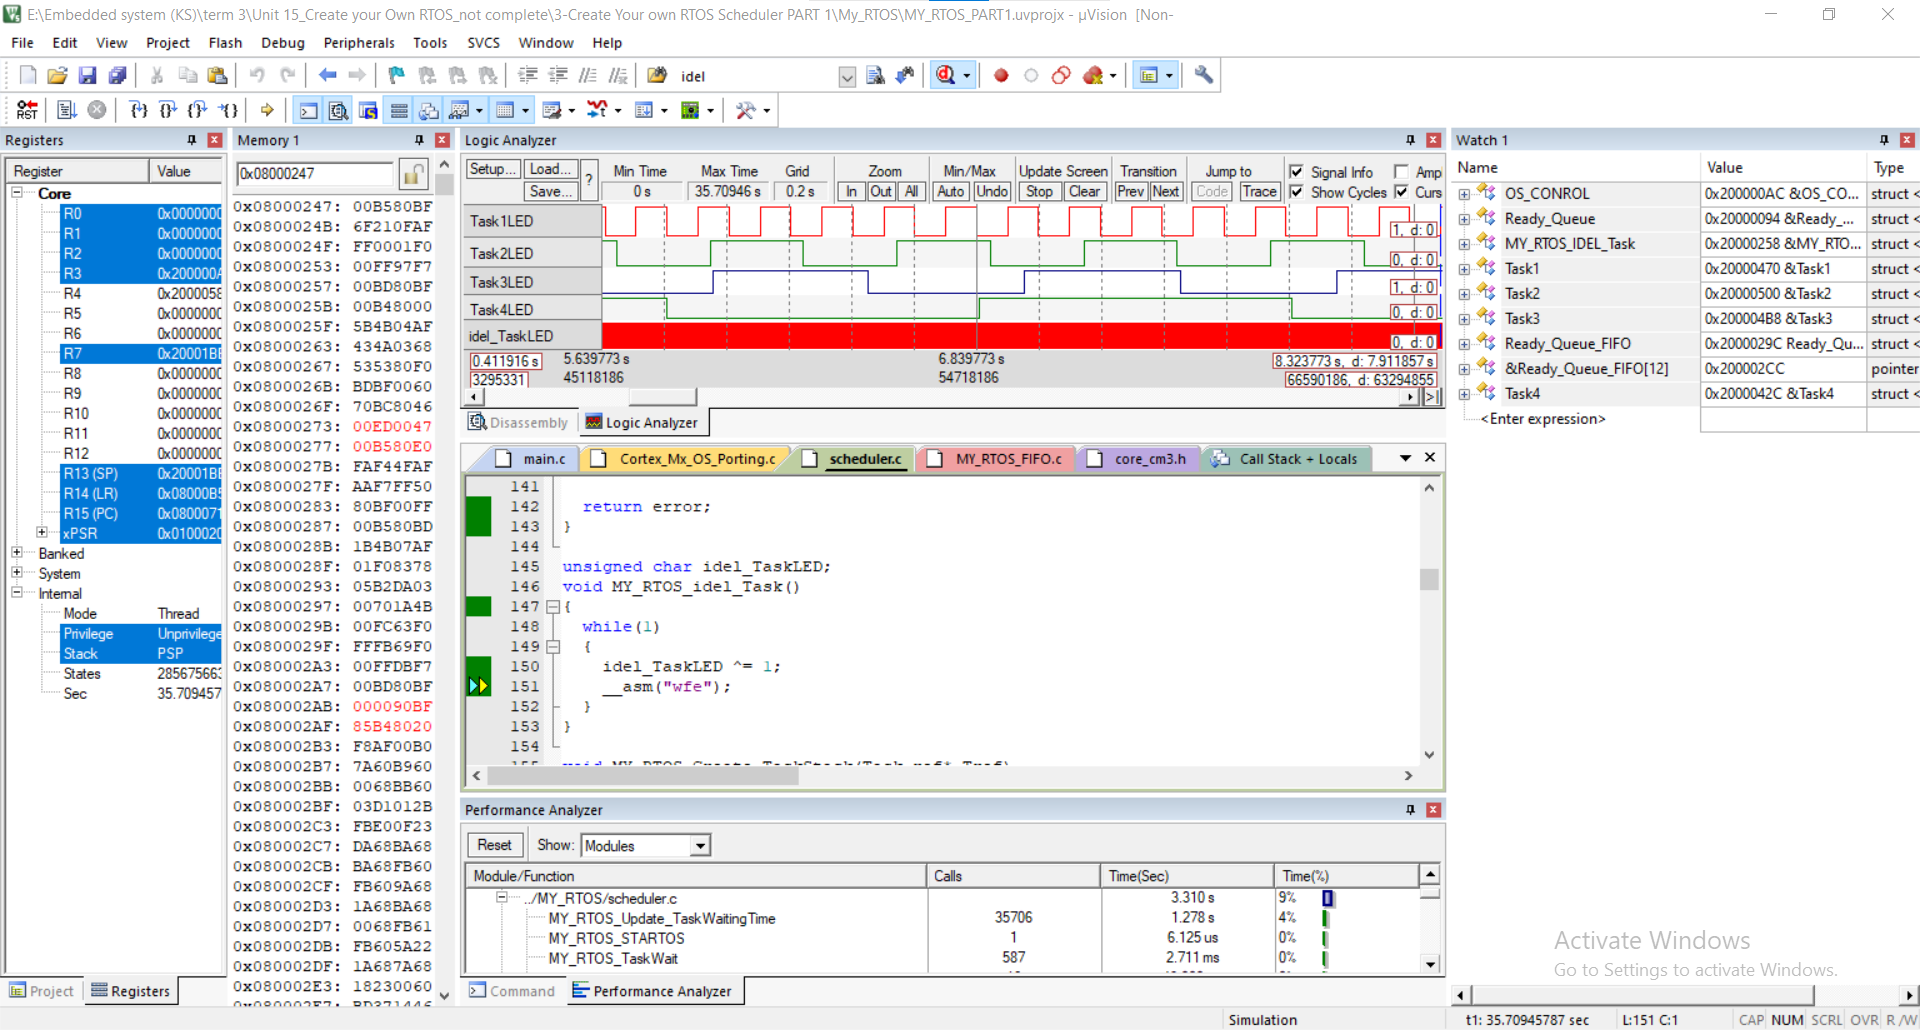 E:\Embedded system (KS)\term 3\Unit 15_Create your Own RTOS_not complete\3-Create Your own RTOS Scheduler PART 1\My_RTOS\MY_RTOS_PART1.uvprojx - µVision [Non-
File Edit View Project Flash Debug Peripherals Tools SVCS Window Help
idel
RST
Registers
Register Value
Core
R0 0x0000000
R1 0x0000000
R2 0x0000000
R3 0x200000A
R4 0x2000058
R5 0x0000000
R6 0x0000000
R7 0x20001BE
R8 0x0000000
R9 0x0000000
R10 0x0000000
R11 0x0000000
R12 0x0000000
R13 (SP) 0x20001BE
R14 (LR) 0x08000B5
R15 (PC) 0x0800071
xPSR 0x0100020
Banked
System
Internal
Mode Thread
Privilege Unprivilege
Stack PSP
States 285675663
Sec 35.709457
Project Registers
Memory 1
0x08000247
0x08000247: 00B580BF
0x0800024B: 6F210FAF
0x0800024F: FF0001F0
0x08000253: 00FF97F7
0x08000257: 00BD80BF
0x0800025B: 00B48000
0x0800025F: 5B4B04AF
0x08000263: 434A0368
0x08000267: 535380F0
0x0800026B: BDBF0060
0x0800026F: 70BC8046
0x08000273: 00ED0047
0x08000277: 00B580E0
0x0800027B: FAF44FAF
0x0800027F: AAF7FF50
0x08000283: 80BF00FF
0x08000287: 00B580BD
0x0800028B: 1B4B07AF
0x0800028F: 01F08378
0x08000293: 05B2DA03
0x08000297: 00701A4B
0x0800029B: 00FC63F0
0x0800029F: FFFB69F0
0x080002A3: 00FFDBF7
0x080002A7: 00BD80BF
0x080002AB: 000090BF
0x080002AF: 85B48020
0x080002B3: F8AF00B0
0x080002B7: 7A60B960
0x080002BB: 0068BB60
0x080002BF: 03D1012B
0x080002C3: FBE00F23
0x080002C7: DA68BA68
0x080002CB: BA68FB60
0x080002CF: FB609A68
0x080002D3: 1A68BA68
0x080002D7: 0068FB61
0x080002DB: FB605A22
0x080002DF: 1A687A68
0x080002E3: 18230060
Logic Analyzer
Setup... Load... Save... ?
Min Time Max Time Grid Zoom Min/Max Update Screen Transition Jump to Signal Info Ampl
0 s 35.70946 s 0.2 s In Out All Auto Undo Stop Clear Prev Next Code Trace Show Cycles Curs
Task1LED 1, d: 0
Task2LED 0, d: 0
Task3LED 1, d: 0
Task4LED 0, d: 0
idel_TaskLED 0, d: 0
0.411916 s 5.639773 s 6.839773 s 8.323773 s, d: 7.911857 s
3295331 45118186 54718186 66590186, d: 63294855
Disassembly Logic Analyzer
main.c Cortex_Mx_OS_Porting.c scheduler.c MY_RTOS_FIFO.c core_cm3.h Call Stack + Locals
141
142 return error;
143 }
144
145 unsigned char idel_TaskLED;
146 void MY_RTOS_idel_Task()
147 {
148 while(1)
149 {
150 idel_TaskLED ^= 1;
151 __asm("wfe");
152 }
153 }
154
155 void MY_RTOS_Create_TaskStack(Task_ref* Tref)
Performance Analyzer
Reset Show: Modules
Module/Function Calls Time(Sec) Time(%)
../MY_RTOS/scheduler.c 3.310 s 9%
MY_RTOS_Update_TaskWaitingTime 35706 1.278 s 4%
MY_RTOS_STARTOS 1 6.125 us 0%
MY_RTOS_TaskWait 587 2.711 ms 0%
Command Performance Analyzer
Watch 1
Name Value Type
OS_CONROL 0x200000AC &OS_CO... struct <
Ready_Queue 0x20000094 &Ready_... struct <
MY_RTOS_IDEL_Task 0x20000258 &MY_RTO... struct <
Task1 0x20000470 &Task1 struct <
Task2 0x20000500 &Task2 struct <
Task3 0x200004B8 &Task3 struct <
Ready_Queue_FIFO 0x2000029C Ready_Qu... struct <
&Ready_Queue_FIFO[12] 0x200002CC pointer
Task4 0x2000042C &Task4 struct <
<Enter expression>
Activate Windows
Go to Settings to activate Windows.
Simulation t1: 35.70945787 sec L:151 C:1 CAP NUM SCRL OVR R/W